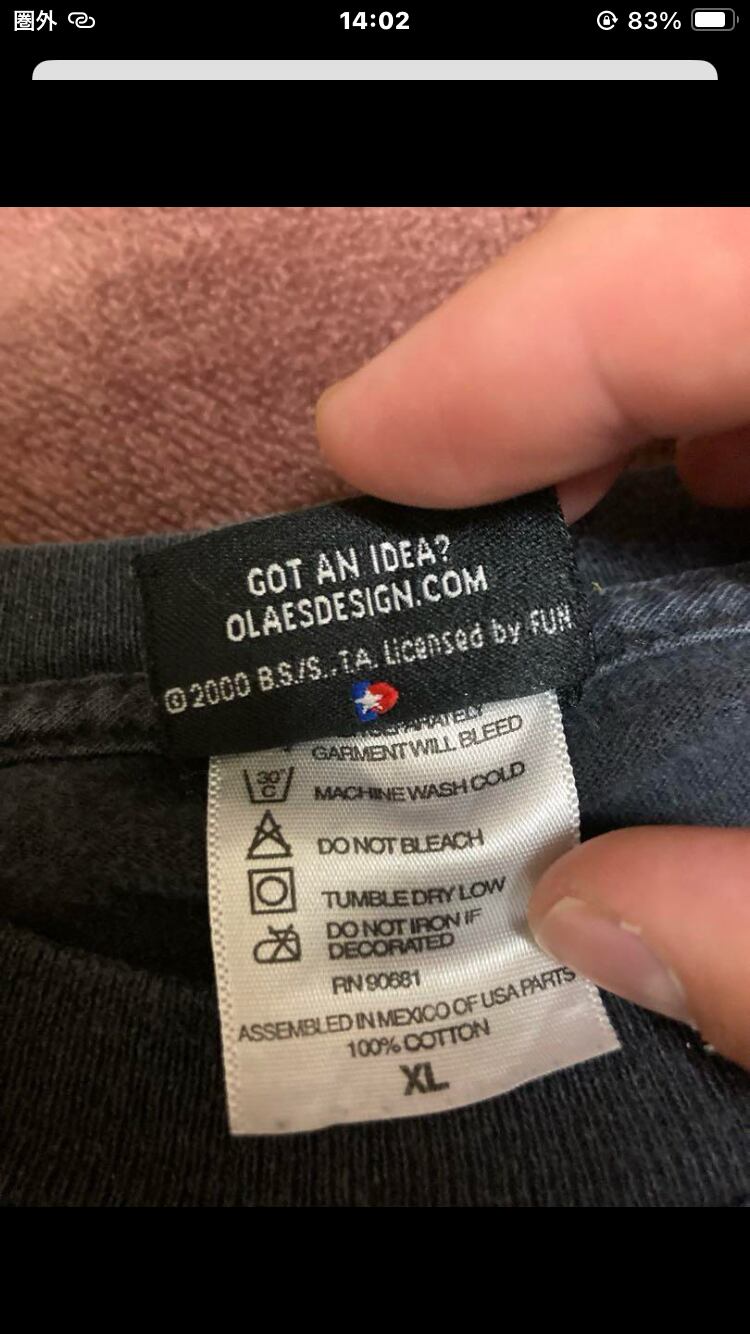 圏外
14:02
83%
GOT AN IDEA?
OLAESDESIGN.COM
©2000 B.S./S..T.A. Licensed by FUN
SEPARATELY
GARMENT WILL BLEED
30°
C
MACHINE WASH COLD
DO NOT BLEACH
TUMBLE DRY LOW
DO NOT IRON IF
DECORATED
RN 90681
ASSEMBLED IN MEXICO OF USA PARTS
100% COTTON
XL